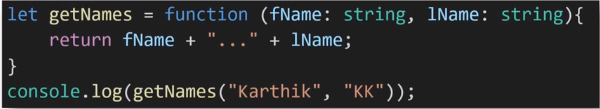 let getNames = function (fName: string, lName: string){
    return fName + "..." + lName;
}
console.log(getNames("Karthik", "KK"));